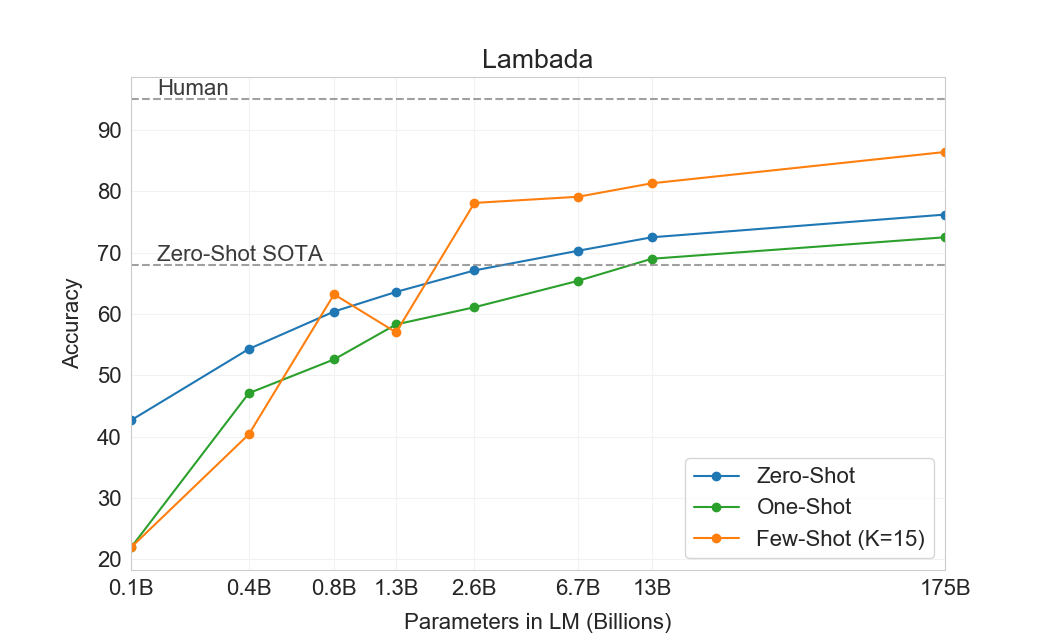 Lambada
Human
Zero-Shot SOTA
Accuracy
90
80
70
60
50
40
30
20
0.1B 0.4B 0.8B 1.3B 2.6B 6.7B 13B 175B
Parameters in LM (Billions)
Zero-Shot
One-Shot
Few-Shot (K=15)